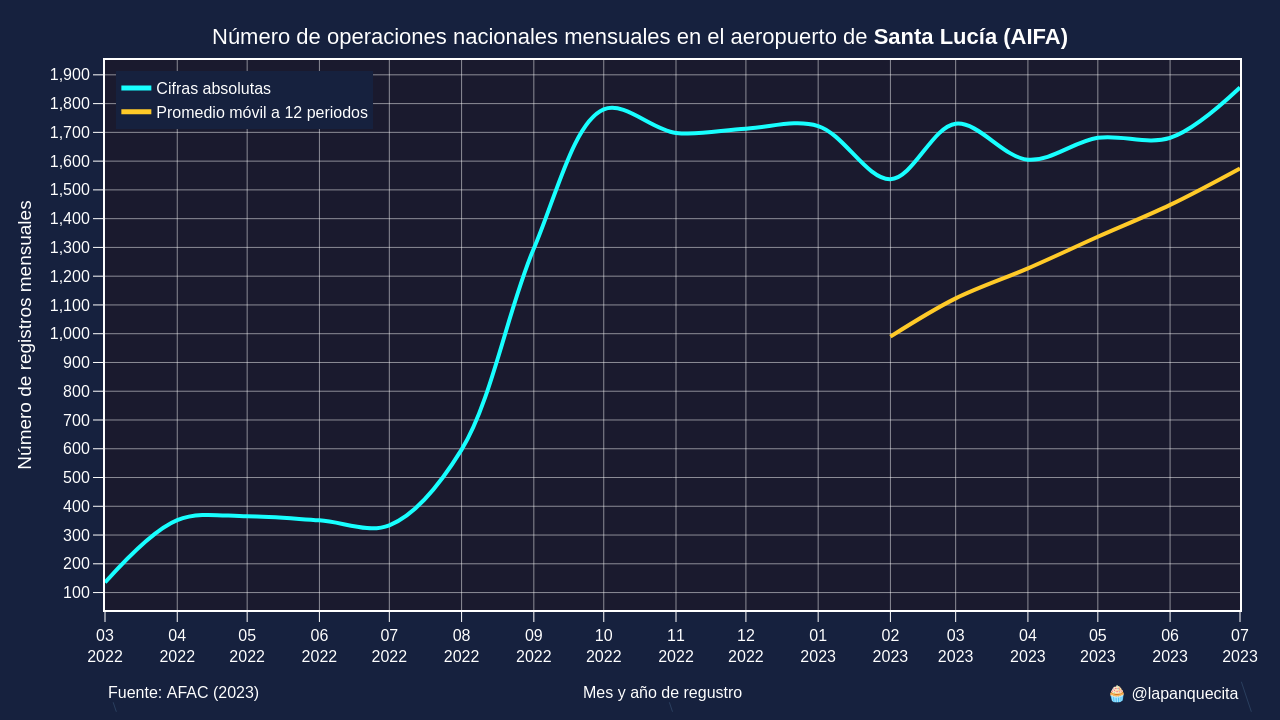 Número de operaciones nacionales mensuales en el aeropuerto de Santa Lucía (AIFA)
Cifras absolutas
Promedio móvil a 12 periodos
Número de registros mensuales
1,900
1,800
1,700
1,600
1,500
1,400
1,300
1,200
1,100
1,000
900
800
700
600
500
400
300
200
100
03 04 05 06 07 08 09 10 11 12 01 02 03 04 05 06 07
2022 2022 2022 2022 2022 2022 2022 2022 2022 2022 2023 2023 2023 2023 2023 2023 2023
Fuente: AFAC (2023) Mes y año de regustro 🧁 @lapanquecita